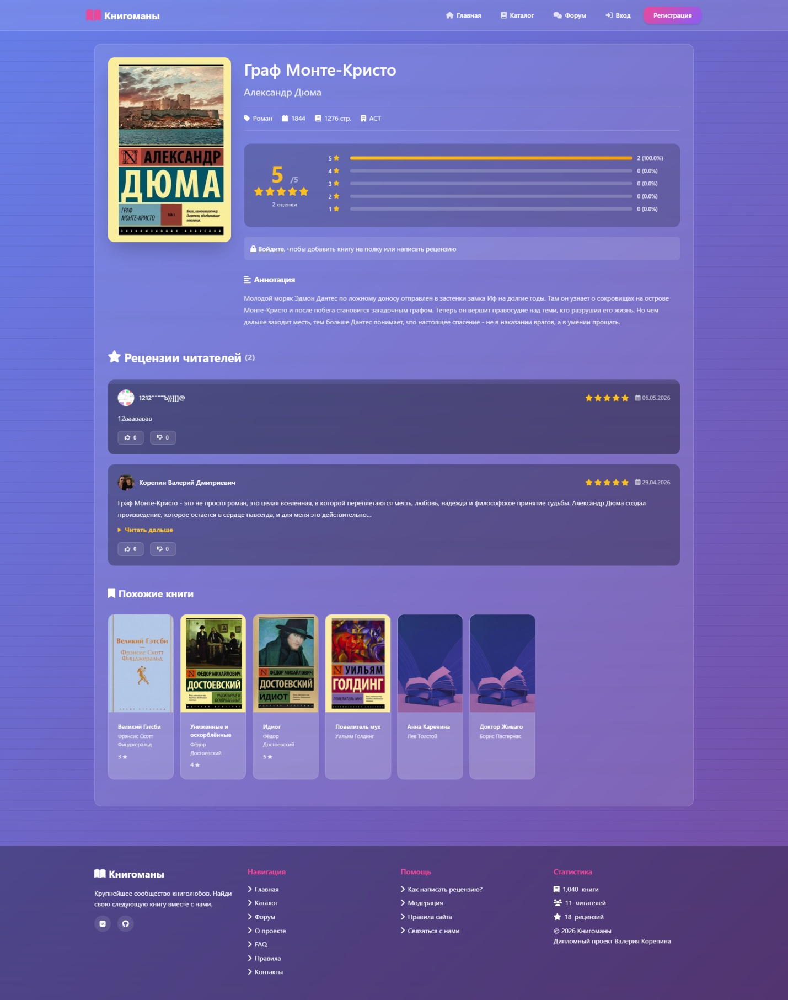 Книгоманы
Главная
Каталог
Форум
Вход
Регистрация
АЛЕКСАНДР
ДЮМА
ГРАФ
МОНТЕ-КРИСТО
ТОМ I
Книги, изменившие мир.
Писатели, объединившие
поколения.
ЭКСКЛЮЗИВНАЯ КЛАССИКА
Граф Монте-Кристо
Александр Дюма
Роман 1844 1276 стр. АСТ
5 /5
2 оценки
5 2 (100.0%)
4 0 (0.0%)
3 0 (0.0%)
2 0 (0.0%)
1 0 (0.0%)
Войдите, чтобы добавить книгу на полку или написать рецензию
Аннотация
Молодой моряк Эдмон Дантес по ложному доносу отправлен в застенки замка Иф на долгие годы. Там он узнает о сокровищах на острове
Монте-Кристо и после побега становится загадочным графом. Теперь он вершит правосудие над теми, кто разрушил его жизнь. Но чем
дальше заходит месть, тем больше Дантес понимает, что настоящее спасение - не в наказании врагов, а в умении прощать.
Рецензии читателей (2)
1212""""Ъ}}]]]@
06.05.2026
12ааававав
0 0
Корепин Валерий Дмитриевич
29.04.2026
Граф Монте-Кристо - это не просто роман, это целая вселенная, в которой переплетаются месть, любовь, надежда и философское принятие судьбы. Александр Дюма создал
произведение, которое остается в сердце навсегда, и для меня это действительно...
Читать дальше
0 0
Похожие книги
Великий Гэтсби
Фрэнсис Скотт
Фицджеральд
Великий Гэтсби
Фрэнсис Скотт
Фицджеральд
3
ФЕДОР МИХАЙЛОВИЧ
ДОСТОЕВСКИЙ
УНИЖЕННЫЕ И
ОСКОРБЛЕННЫЕ
Униженные и
оскорблённые
Фёдор
Достоевский
4
ФЕДОР МИХАЙЛОВИЧ
ДОСТОЕВСКИЙ
ИДИОТ
Идиот
Фёдор
Достоевский
5
УИЛЬЯМ
ГОЛДИНГ
ПОВЕЛИТЕЛЬ МУХ
Повелитель мух
Уильям Голдинг
Анна Каренина
Лев Толстой
Доктор Живаго
Борис Пастернак
Книгоманы
Крупнейшее сообщество книголюбов. Найди
свою следующую книгу вместе с нами.
Навигация
Главная
Каталог
Форум
О проекте
FAQ
Правила
Контакты
Помощь
Как написать рецензию?
Модерация
Правила сайта
Связаться с нами
Статистика
1,040 книги
11 читателей
18 рецензий
© 2026 Книгоманы
Дипломный проект Валерия Корепина